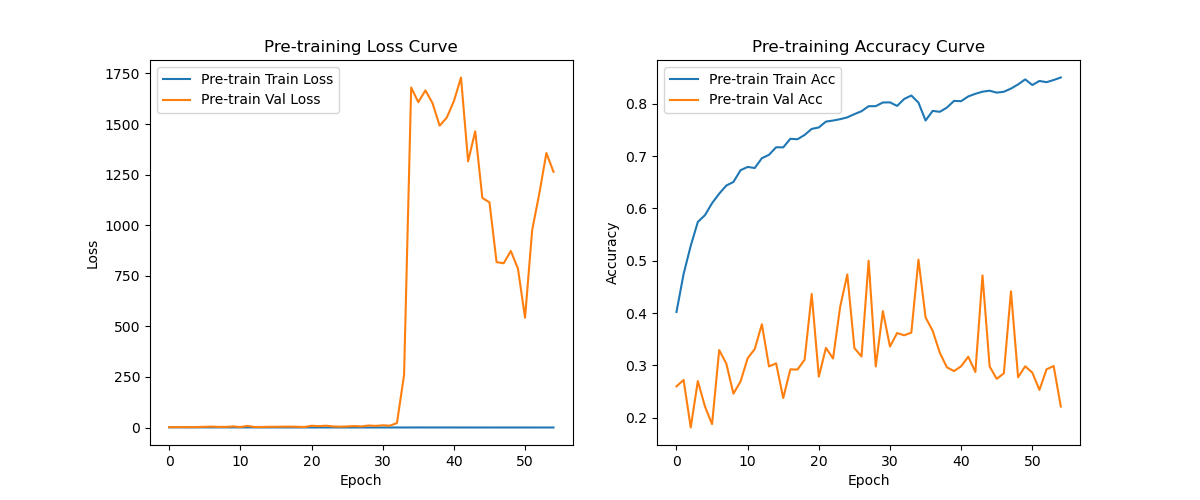 Pre-training Loss Curve
Pre-train Train Loss
Pre-train Val Loss
1750
1500
1250
1000
750
500
250
0
Loss
0 10 20 30 40 50
Epoch
Pre-training Accuracy Curve
Pre-train Train Acc
Pre-train Val Acc
0.8
0.7
0.6
0.5
0.4
0.3
0.2
Accuracy
0 10 20 30 40 50
Epoch